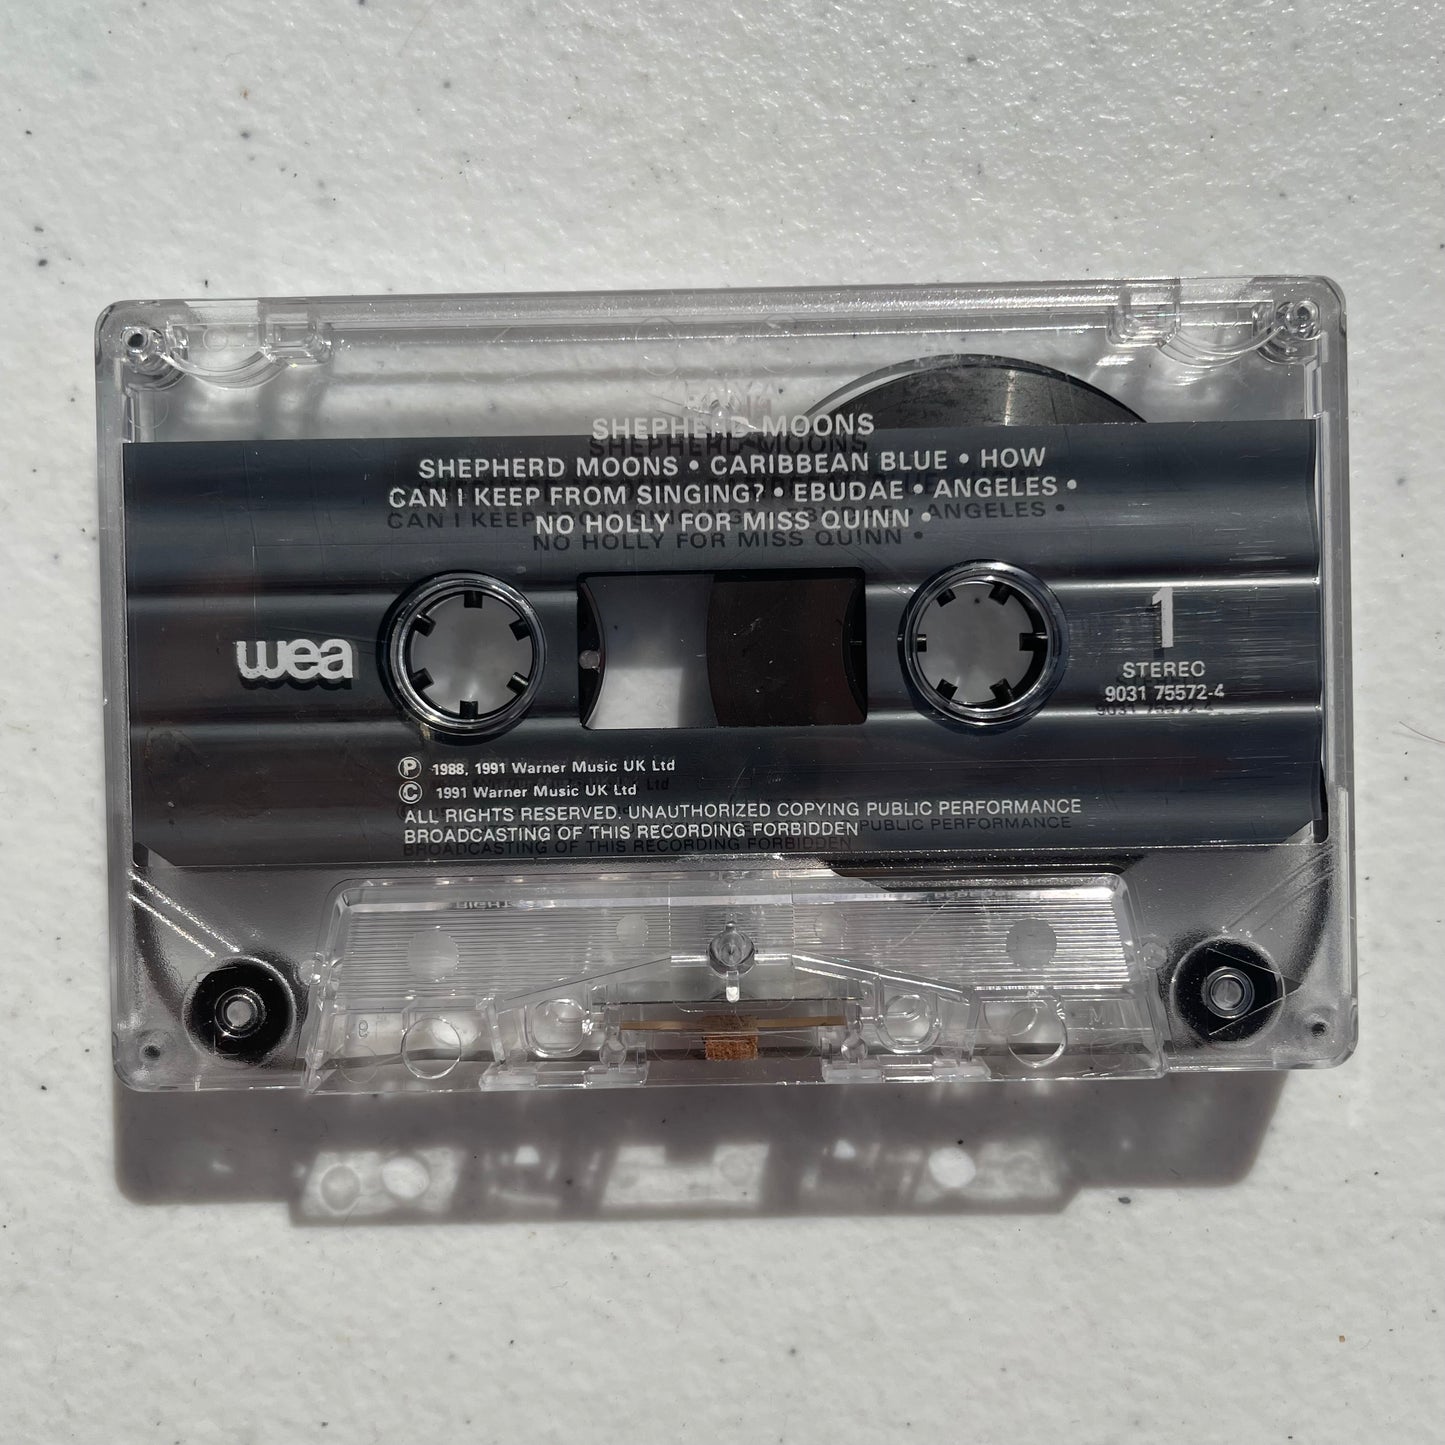 ENYA
SHEPHERD MOONS
SHEPHERD MOONS • CARIBBEAN BLUE • HOW
CAN I KEEP FROM SINGING? • EBUDAE • ANGELES •
NO HOLLY FOR MISS QUINN •
wea
1
STEREO
9031 75572-4
Ⓟ 1988, 1991 Warner Music UK Ltd
© 1991 Warner Music UK Ltd
ALL RIGHTS RESERVED. UNAUTHORIZED COPYING PUBLIC PERFORMANCE
BROADCASTING OF THIS RECORDING FORBIDDEN